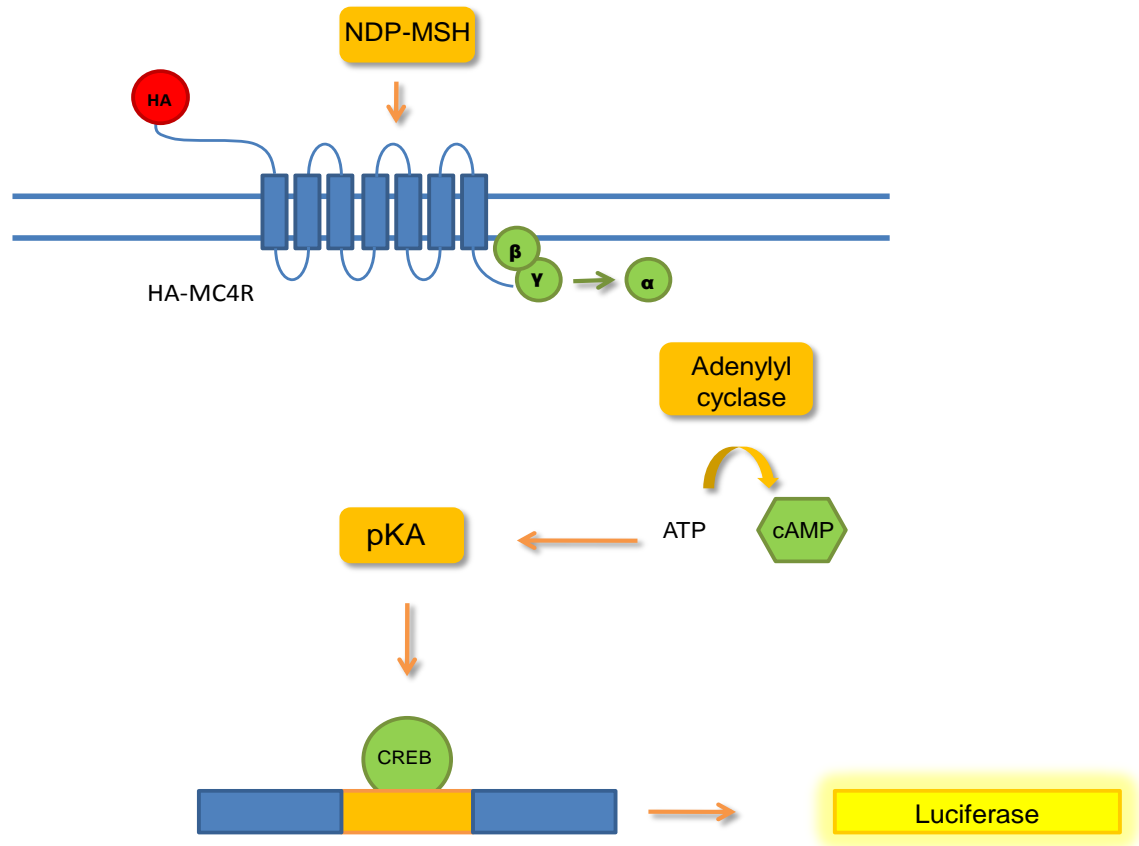 NDP-MSH
HA
β
γ
α
HA-MC4R
Adenylyl
cyclase
ATP
cAMP
pKA
CREB
Luciferase